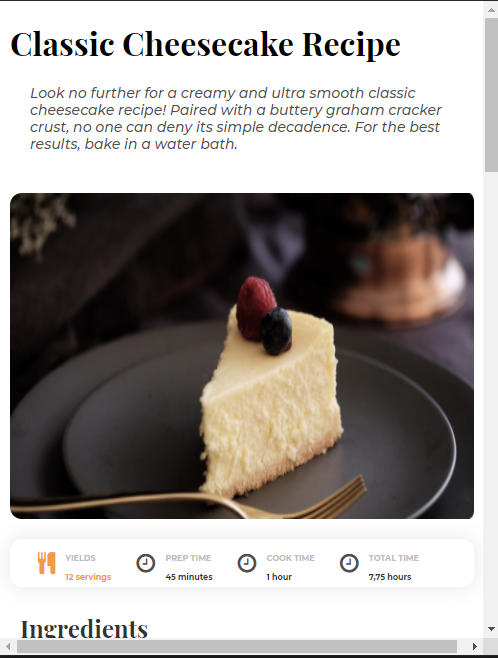 Classic Cheesecake Recipe
Look no further for a creamy and ultra smooth classic
cheesecake recipe! Paired with a buttery graham cracker
crust, no one can deny its simple decadence. For the best
results, bake in a water bath.
YIELDS
12 servings
PREP TIME
45 minutes
COOK TIME
1 hour
TOTAL TIME
7,75 hours
Ingredients